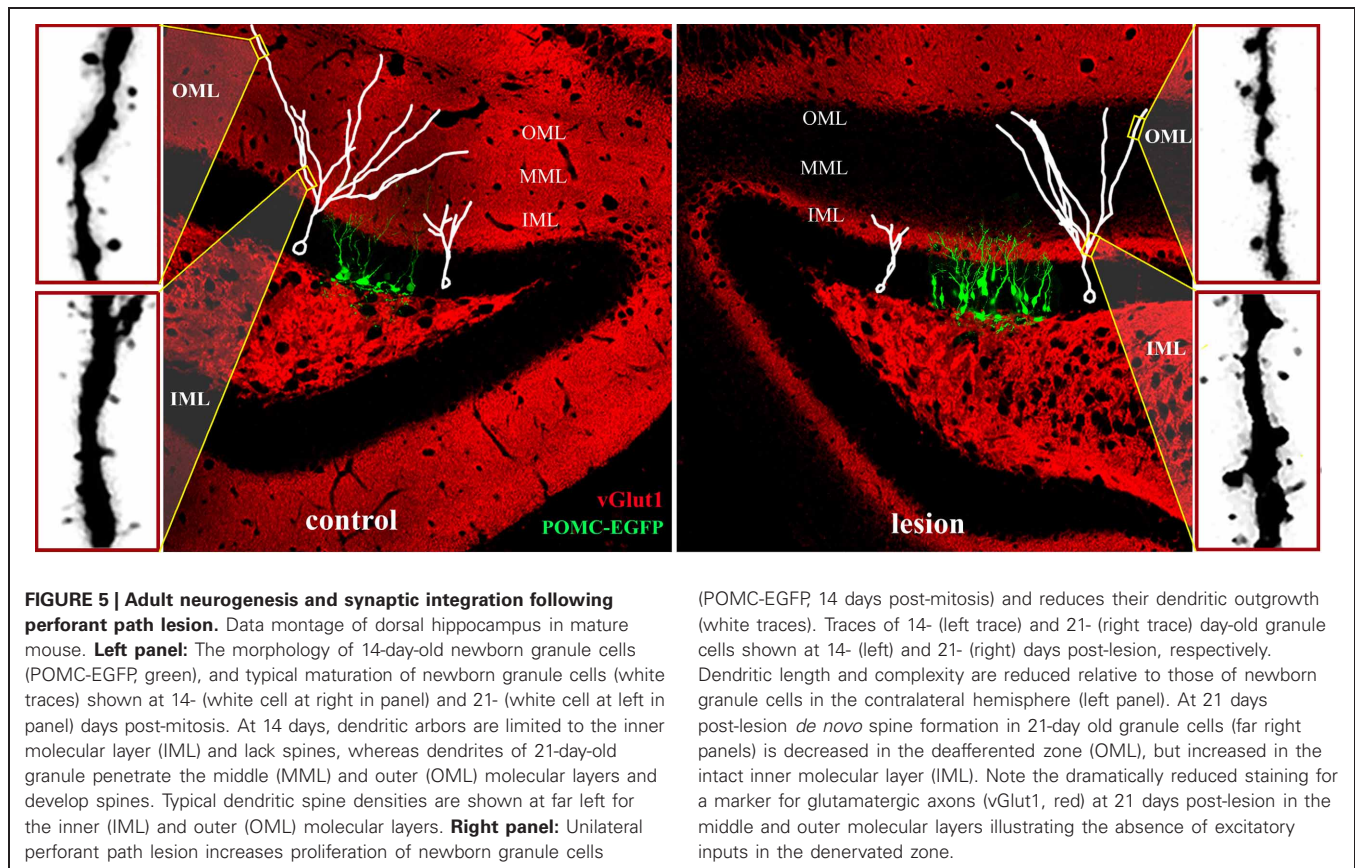 OML
IML
OML
MML
IML
vGlut1
POMC-EGFP
control
OML
MML
IML
lesion
OML
IML
FIGURE 5 | Adult neurogenesis and synaptic integration following
perforant path lesion. Data montage of dorsal hippocampus in mature
mouse. Left panel: The morphology of 14-day-old newborn granule cells
(POMC-EGFP, green), and typical maturation of newborn granule cells (white
traces) shown at 14- (white cell at right in panel) and 21- (white cell at left in
panel) days post-mitosis. At 14 days, dendritic arbors are limited to the inner
molecular layer (IML) and lack spines, whereas dendrites of 21-day-old
granule penetrate the middle (MML) and outer (OML) molecular layers and
develop spines. Typical dendritic spine densities are shown at far left for
the inner (IML) and outer (OML) molecular layers. Right panel: Unilateral
perforant path lesion increases proliferation of newborn granule cells
(POMC-EGFP, 14 days post-mitosis) and reduces their dendritic outgrowth
(white traces). Traces of 14- (left trace) and 21- (right trace) day-old granule
cells shown at 14- (left) and 21- (right) days post-lesion, respectively.
Dendritic length and complexity are reduced relative to those of newborn
granule cells in the contralateral hemisphere (left panel). At 21 days
post-lesion de novo spine formation in 21-day old granule cells (far right
panels) is decreased in the deafferented zone (OML), but increased in the
intact inner molecular layer (IML). Note the dramatically reduced staining for
a marker for glutamatergic axons (vGlut1, red) at 21 days post-lesion in the
middle and outer molecular layers illustrating the absence of excitatory
inputs in the denervated zone.